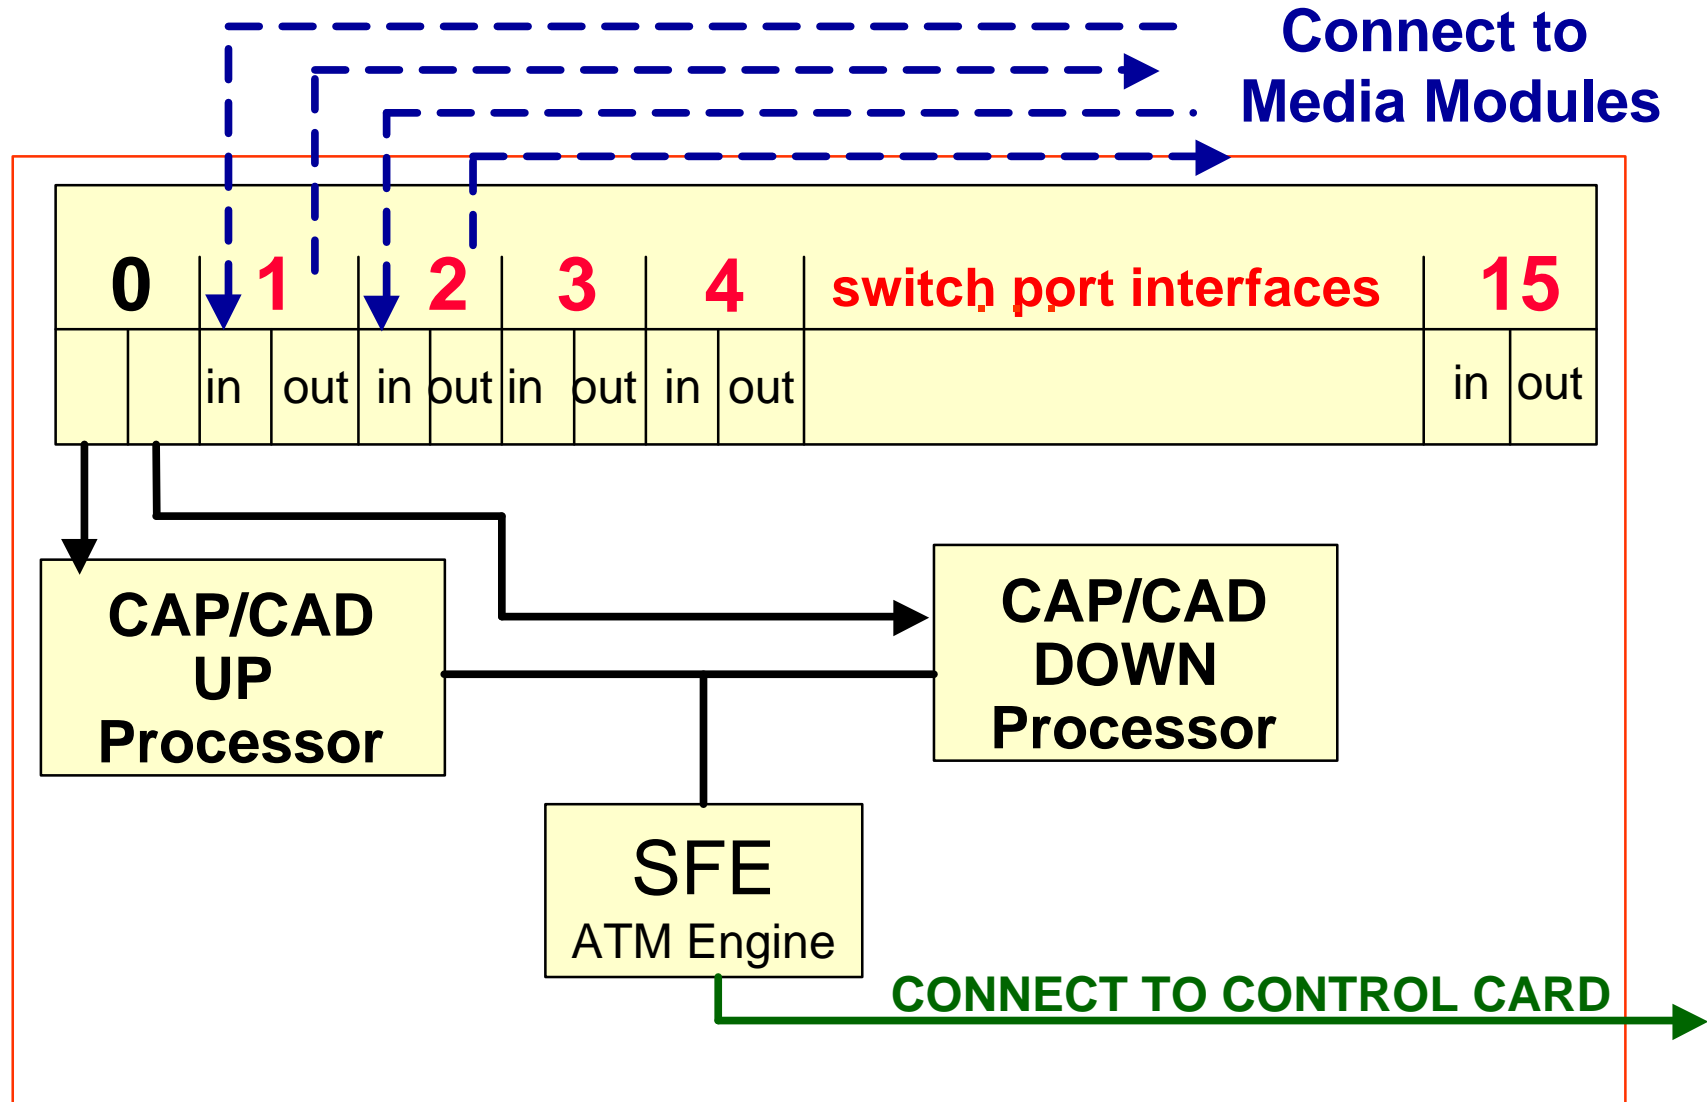 Connect to
Media Modules
0 1 2 3 4 switch port interfaces 15
. . .
in out in out in out in out in out
CAP/CAD
UP
Processor
CAP/CAD
DOWN
Processor
SFE
ATM Engine
CONNECT TO CONTROL CARD